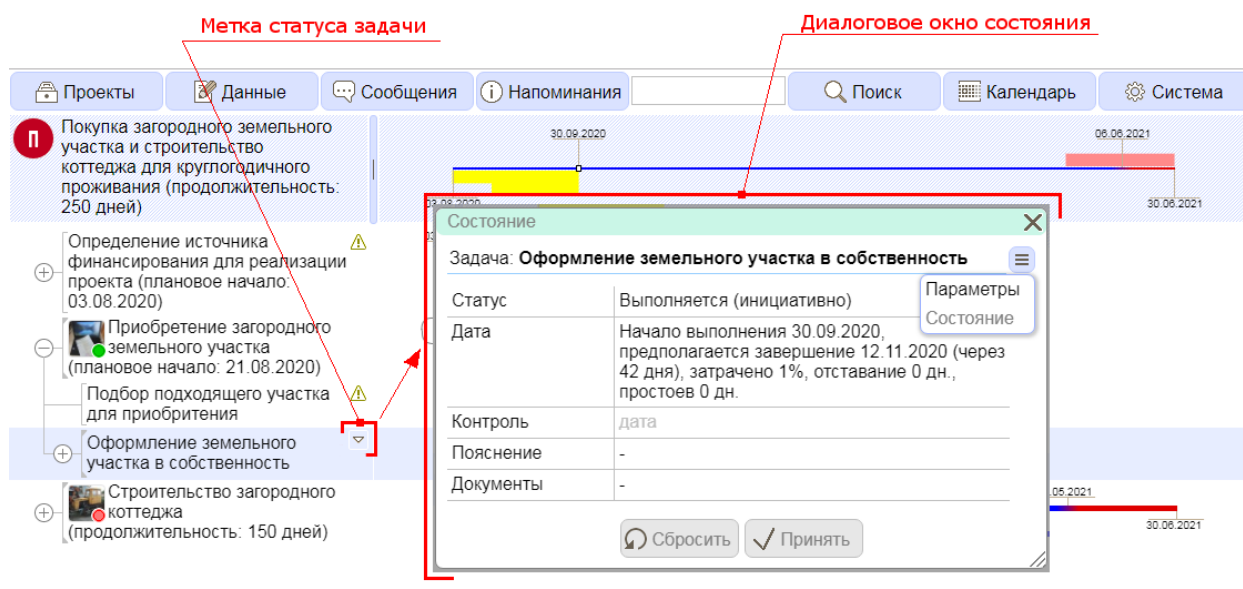 Метка статуса задачи
Диалоговое окно состояния
Проекты
Данные
Сообщения
Напоминания
Поиск
Календарь
Система
П
Покупка загородного земельного
участка и строительство
коттеджа для круглогодичного
проживания (продолжительность:
250 дней)
30.09.2020
06.06.2021
03.08.2020
30.06.2021
Определение источника
финансирования для реализации
проекта (плановое начало:
03.08.2020)
Приобретение загородного
земельного участка
(плановое начало: 21.08.2020)
Подбор подходящего участка
для приобритения
Оформление земельного
участка в собственность
Строительство загородного
коттеджа
(продолжительность: 150 дней)
Состояние
Задача: Оформление земельного участка в собственность
Параметры
Состояние
Статус
Выполняется (инициативно)
Дата
Начало выполнения 30.09.2020,
предполагается завершение 12.11.2020 (через
42 дня), затрачено 1%, отставание 0 дн.,
простоев 0 дн.
Контроль
дата
Пояснение
-
Документы
-
Сбросить
Принять
.05.2021
30.06.2021